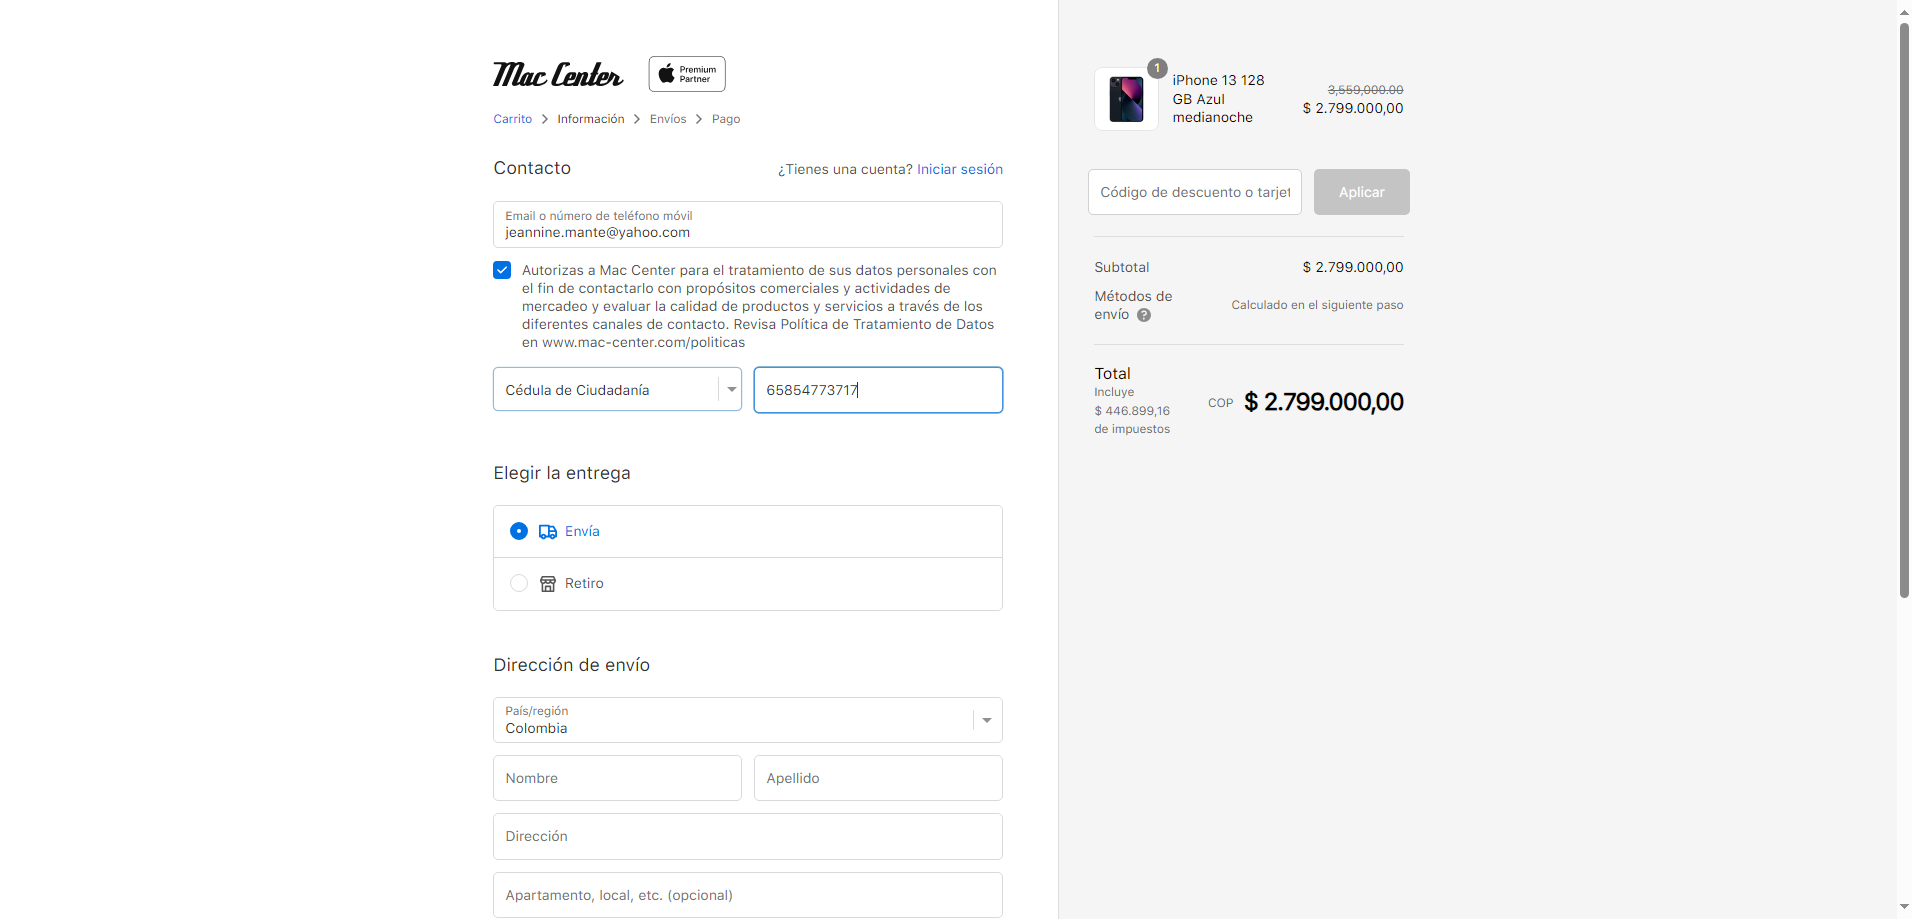 Mac Center
Premium
Partner
Carrito
Información
Envíos
Pago
Contacto
¿Tienes una cuenta? Iniciar sesión
Email o número de teléfono móvil
jeannine.mante@yahoo.com
Autorizas a Mac Center para el tratamiento de sus datos personales con
el fin de contactarlo con propósitos comerciales y actividades de
mercadeo y evaluar la calidad de productos y servicios a través de los
diferentes canales de contacto. Revisa Política de Tratamiento de Datos
en www.mac-center.com/politicas
Cédula de Ciudadanía
65854773717
Elegir la entrega
Envía
Retiro
Dirección de envío
País/región
Colombia
Nombre
Apellido
Dirección
Apartamento, local, etc. (opcional)
1
iPhone 13 128
GB Azul
medianoche
3,559,000.00
$ 2.799.000,00
Código de descuento o tarjet
Aplicar
Subtotal
$ 2.799.000,00
Métodos de
envío ?
Calculado en el siguiente paso
Total
Incluye
$ 446.899,16
de impuestos
COP $ 2.799.000,00